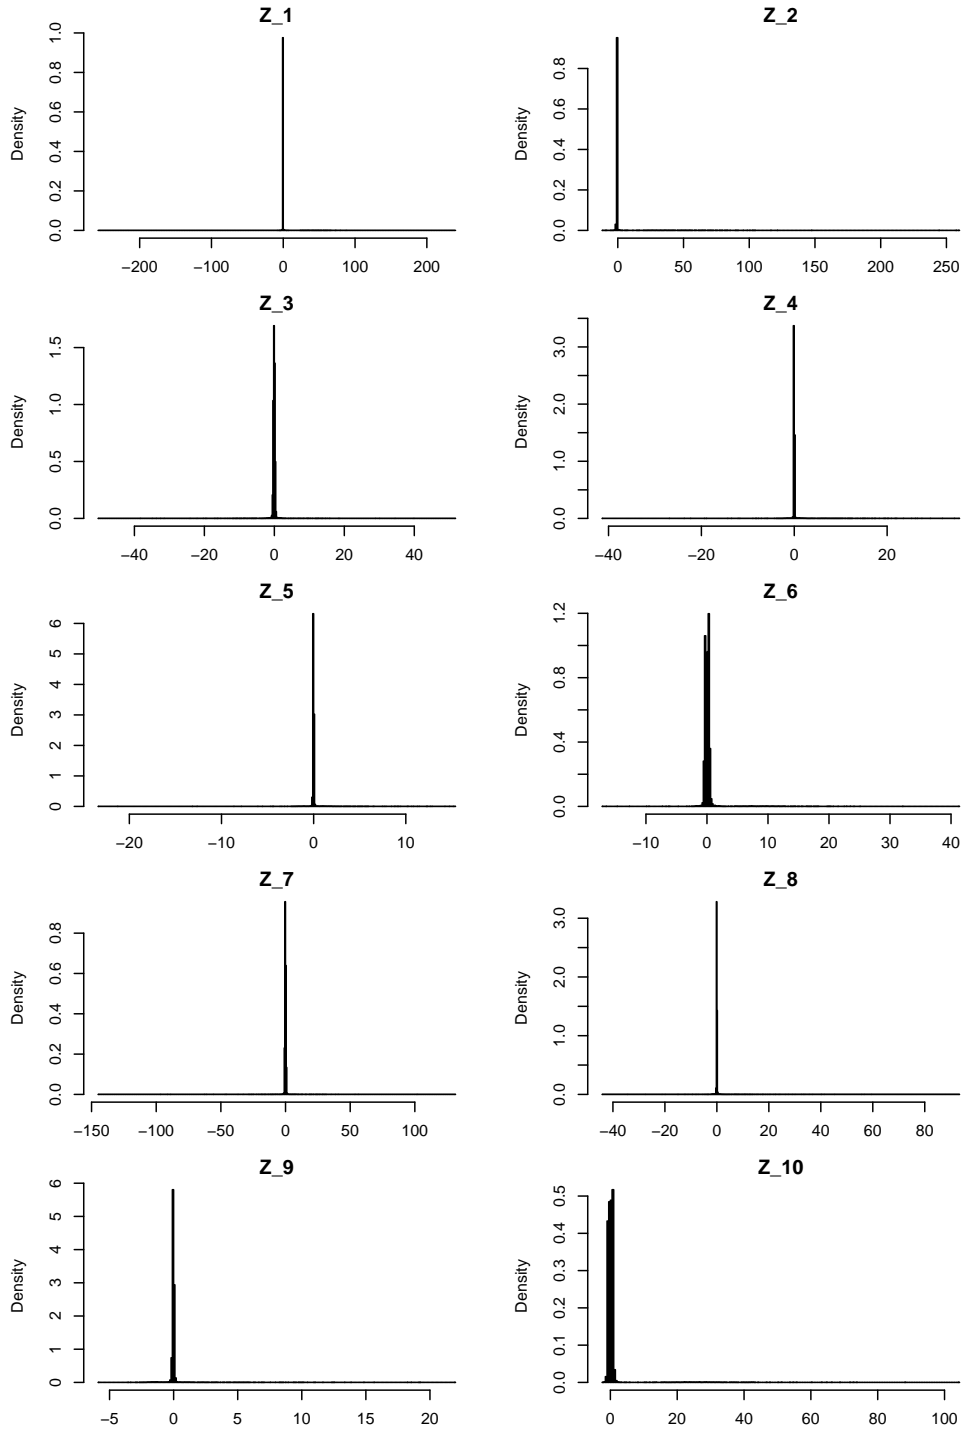 Z_1
Density
0.0 0.2 0.4 0.6 0.8 1.0
−200 −100 0 100 200
Z_2
Density
0.0 0.2 0.4 0.6 0.8
0 50 100 150 200 250
Z_3
Density
0.0 0.5 1.0 1.5
−40 −20 0 20 40
Z_4
Density
0.0 1.0 2.0 3.0
−40 −20 0 20
Z_5
Density
0 1 2 3 4 5 6
−20 −10 0 10
Z_6
Density
0.0 0.4 0.8 1.2
−10 0 10 20 30 40
Z_7
Density
0.0 0.2 0.4 0.6 0.8
−150 −100 −50 0 50 100
Z_8
Density
0.0 1.0 2.0 3.0
−40 −20 0 20 40 60 80
Z_9
Density
0 1 2 3 4 5 6
−5 0 5 10 15 20
Z_10
Density
0.0 0.1 0.2 0.3 0.4 0.5
0 20 40 60 80 100